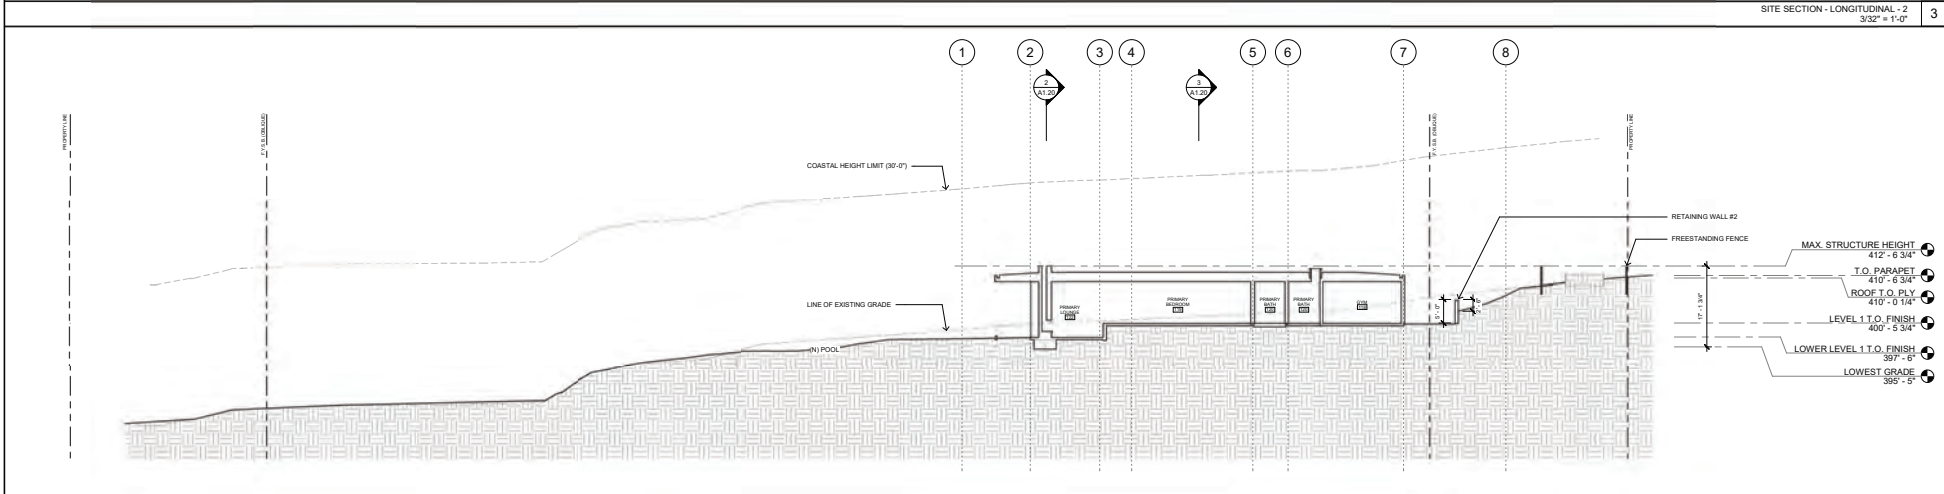 SITE SECTION - LONGITUDINAL - 2
3/32" = 1'-0"
3
1
2
3
4
5
6
7
8
2
A1.20
3
A1.20
PROPERTY LINE
F.Y.S.B. (OBLIQUE)
F.Y.S.B. (OBLIQUE)
PROPERTY LINE
COASTAL HEIGHT LIMIT (30'-0")
RETAINING WALL #2
FREESTANDING FENCE
MAX. STRUCTURE HEIGHT
412' - 6 3/4"
T.O. PARAPET
410' - 6 3/4"
ROOF T.O. PLY
410' - 0 1/4"
LEVEL 1 T.O. FINISH
400' - 5 3/4"
LOWER LEVEL 1 T.O. FINISH
397' - 6"
LOWEST GRADE
395' - 5"
17' - 1 3/4"
LINE OF EXISTING GRADE
PRIMARY
LOUNGE
PRIMARY
BEDROOM
PRIMARY
BATH
PRIMARY
BATH
GYM
5' - 0"
(N) POOL